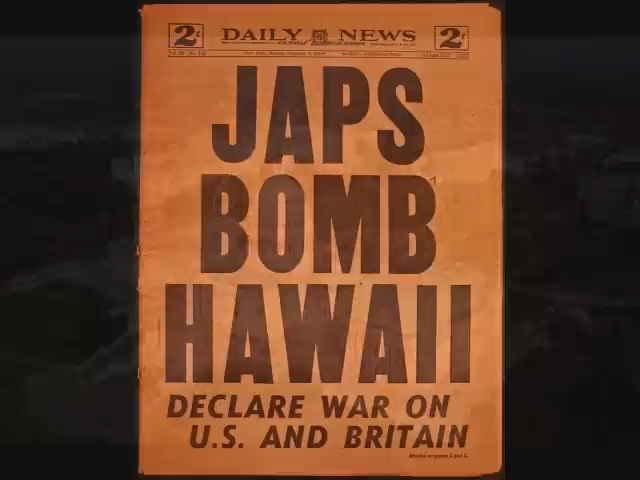 2¢ DAILY NEWS 2¢
JAPS
BOMB
HAWAII
DECLARE WAR ON
U.S. AND BRITAIN